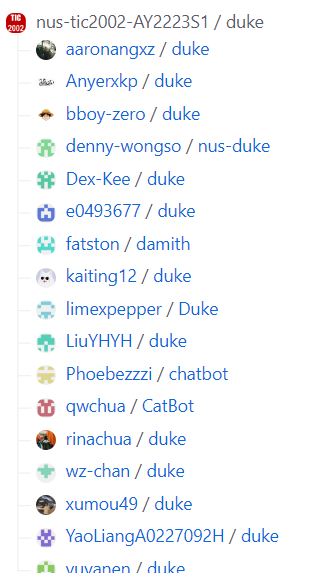 TIC
2002
nus-tic2002-AY2223S1 / duke
aaronangxz / duke
Anyerxkp / duke
bboy-zero / duke
denny-wongso / nus-duke
Dex-Kee / duke
e0493677 / duke
fatston / damith
kaiting12 / duke
limexpepper / Duke
LiuYHYH / duke
Phoebezzzi / chatbot
qwchua / CatBot
rinachua / duke
wz-chan / duke
xumou49 / duke
YaoLiangA0227092H / duke
yuyanen / duke